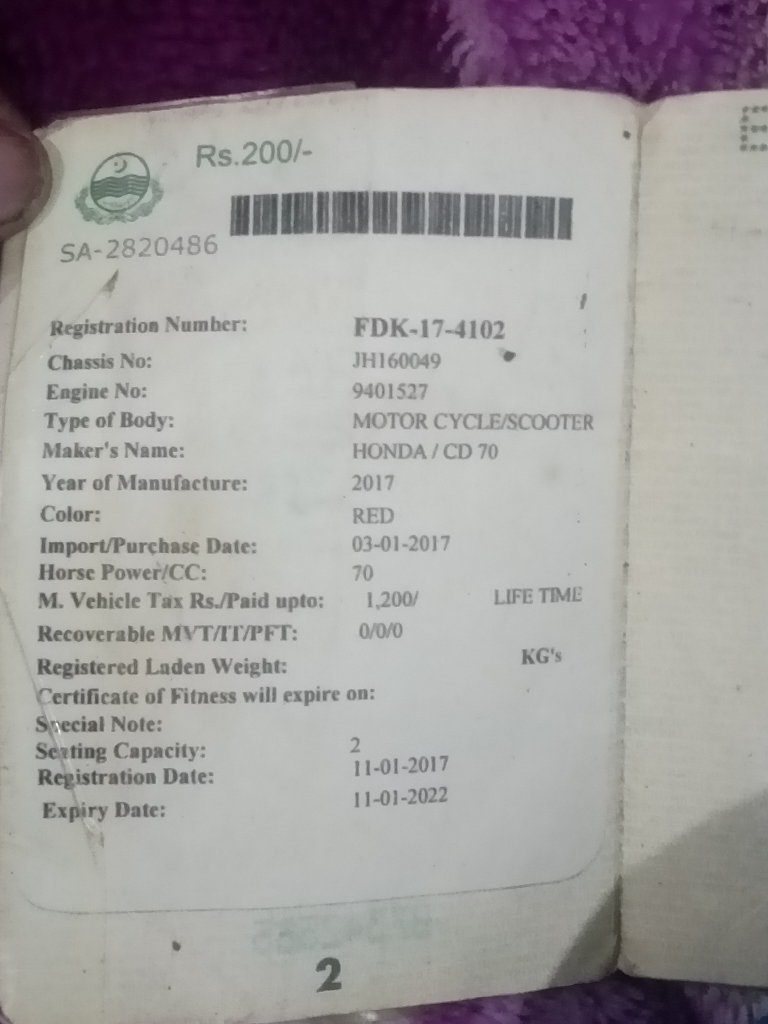 Rs.200/-
SA-2820486
Registration Number: FDK-17-4102
Chassis No: JH160049
Engine No: 9401527
Type of Body: MOTOR CYCLE/SCOOTER
Maker's Name: HONDA / CD 70
Year of Manufacture: 2017
Color: RED
Import/Purchase Date: 03-01-2017
Horse Power/CC: 70
M. Vehicle Tax Rs./Paid upto: 1,200/ LIFE TIME
Recoverable MVT/IT/PFT: 0/0/0
Registered Laden Weight: KG's
Certificate of Fitness will expire on:
Special Note:
Seating Capacity: 2
Registration Date: 11-01-2017
Expiry Date: 11-01-2022
2